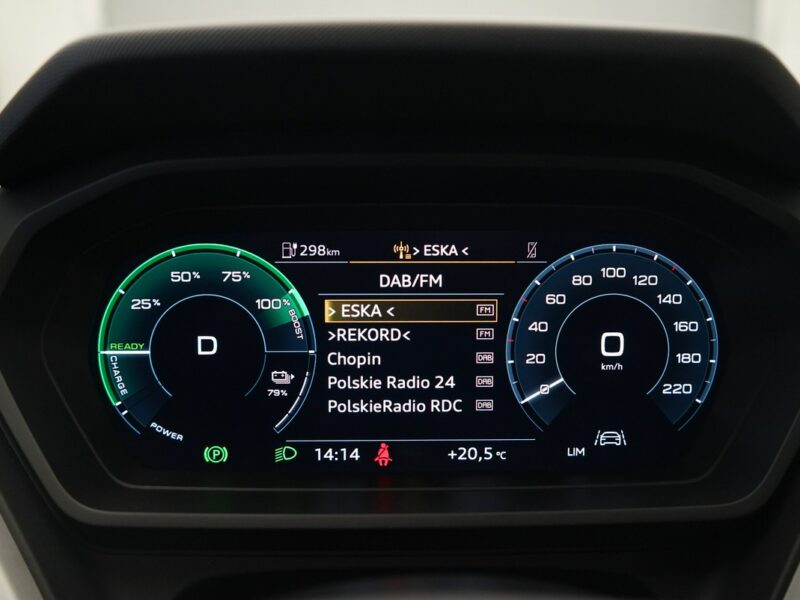 298km > ESKA <
DAB/FM
> ESKA < FM
>REKORD< FM
Chopin DAB
Polskie Radio 24 DAB
PolskieRadio RDC DAB
25% 50% 75% 100%
BOOST
READY
CHARGE
POWER
D
79%
0 20 40 60 80 100 120 140 160 180 220
0
km/h
P 14:14 +20,5 °C LIM